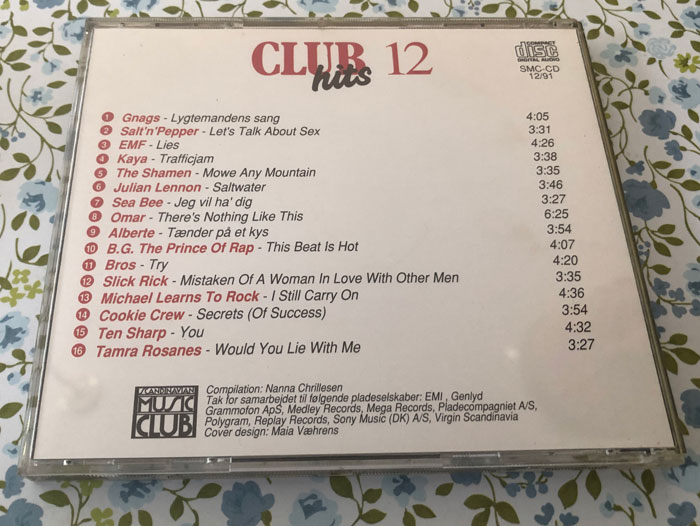 CLUB hits 12
COMPACT
disc
DIGITAL AUDIO
SMC-CD
12/91
1 Gnags - Lygtemandens sang 4:05
2 Salt'n'Pepper - Let's Talk About Sex 3:31
3 EMF - Lies 4:26
4 Kaya - Trafficjam 3:38
5 The Shamen - Mowe Any Mountain 3:35
6 Julian Lennon - Saltwater 3:46
7 Sea Bee - Jeg vil ha' dig 3:27
8 Omar - There's Nothing Like This 6:25
9 Alberte - Tænder på et kys 3:54
10 B.G. The Prince Of Rap - This Beat Is Hot 4:07
11 Bros - Try 4:20
12 Slick Rick - Mistaken Of A Woman In Love With Other Men 3:35
13 Michael Learns To Rock - I Still Carry On 4:36
14 Cookie Crew - Secrets (Of Success) 3:54
15 Ten Sharp - You 4:32
16 Tamra Rosanes - Would You Lie With Me 3:27
SCANDINAVIAN
MUSIC
CLUB
Compilation: Nanna Chrillesen
Tak for samarbejdet til følgende pladeselskaber: EMI , Genlyd
Grammofon ApS, Medley Records, Mega Records, Pladecompagniet A/S,
Polygram, Replay Records, Sony Music (DK) A/S, Virgin Scandinavia
Cover design: Maia Væhrens